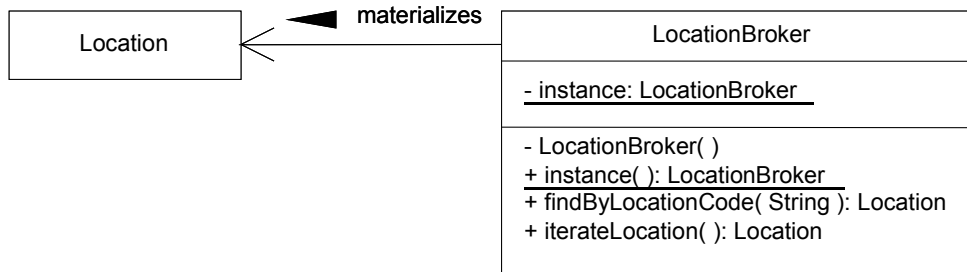 materializes
Location
LocationBroker
- instance: LocationBroker
- LocationBroker( )
+ instance( ): LocationBroker
+ findByLocationCode( String ): Location
+ iterateLocation( ): Location